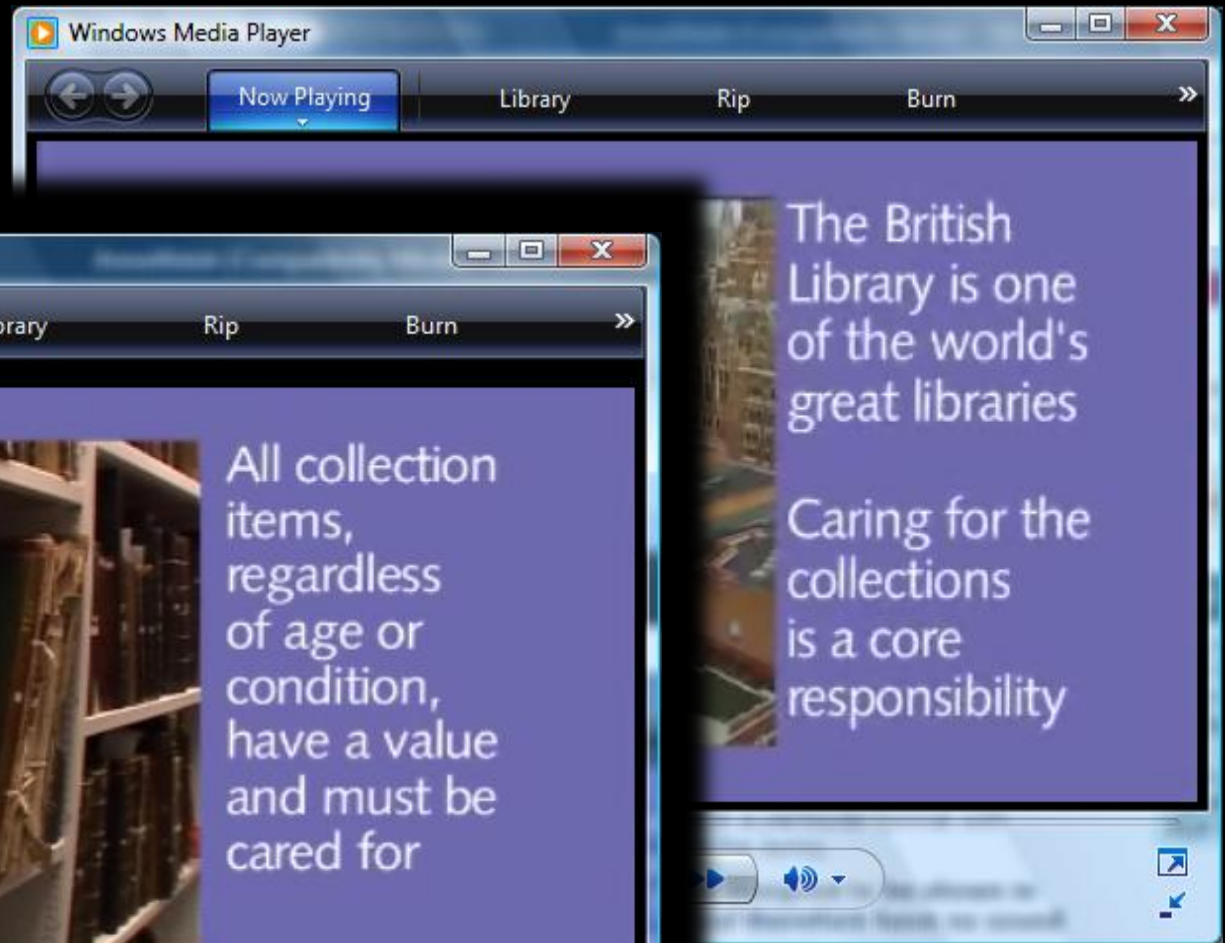 Windows Media Player
Now Playing
Library
Rip
Burn
The British
Library is one
of the world's
great libraries
Caring for the
collections
is a core
responsibility
brary
Rip
Burn
All collection
items,
regardless
of age or
condition,
have a value
and must be
cared for